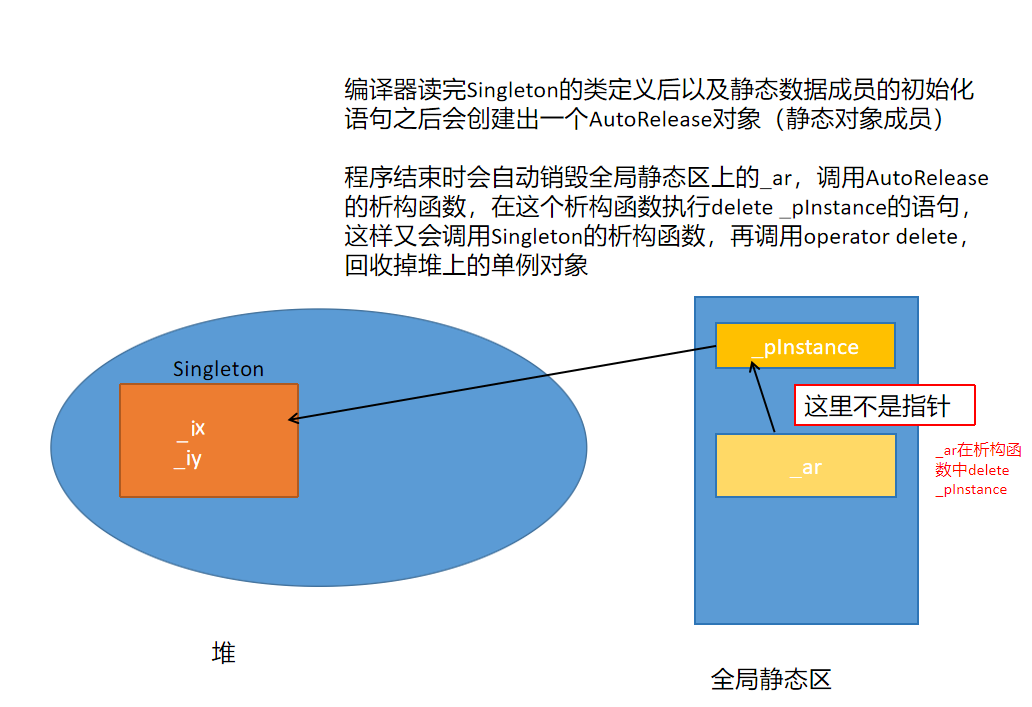 编译器读完Singleton的类定义后以及静态数据成员的初始化
语句之后会创建出一个AutoRelease对象（静态对象成员）
程序结束时会自动销毁全局静态区上的_ar，调用AutoRelease
的析构函数，在这个析构函数执行delete _pInstance的语句，
这样又会调用Singleton的析构函数，再调用operator delete，
回收掉堆上的单例对象
Singleton
_ix
_iy
堆
_pInstance
这里不是指针
_ar
_ar在析构函
数中delete
_pInstance
全局静态区